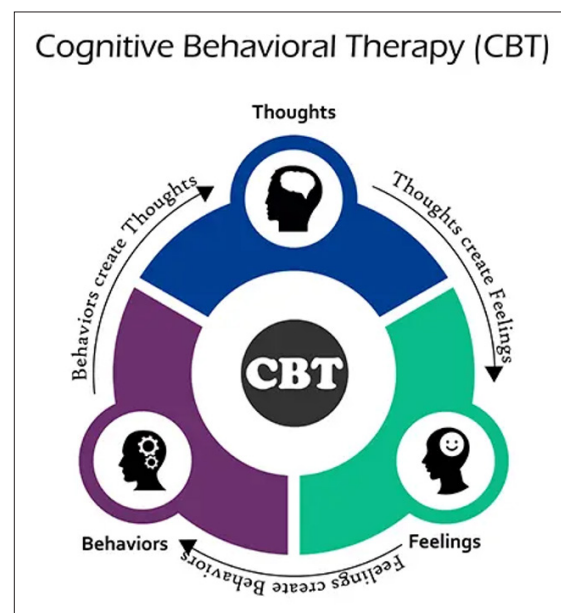 Cognitive Behavioral Therapy (CBT)
Thoughts
Behaviors create Thoughts
Thoughts create Feelings
CBT
Behaviors
Feelings
Feelings create Behaviors